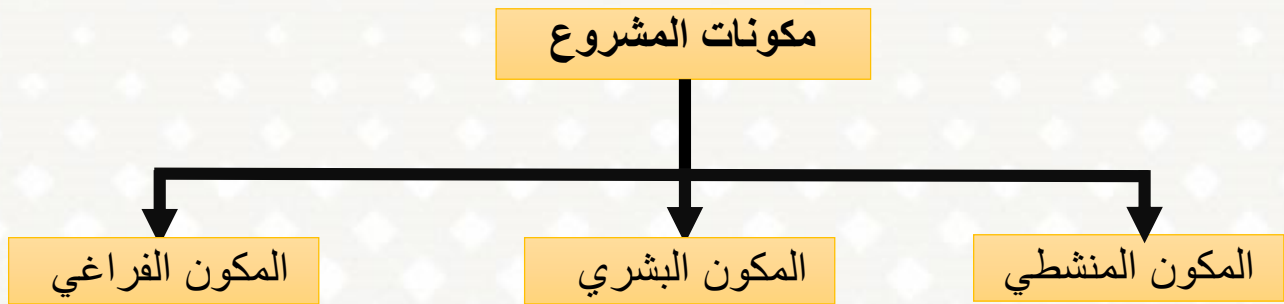 مكونات المشروع
المكون المنشطي
المكون البشري
المكون الفراغي